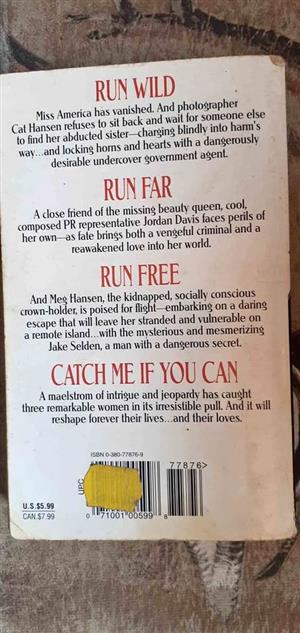 RUN WILD
Miss America has vanished. And photographer
Cat Hansen refuses to sit back and wait for someone else
to find her abducted sister—charging blindly into harm's
way...and locking horns and hearts with a dangerously
desirable undercover government agent.
RUN FAR
A close friend of the missing beauty queen, cool,
composed PR representative Jordan Davis faces perils of
her own—as fate brings both a vengeful criminal and a
reawakened love into her world.
RUN FREE
And Meg Hansen, the kidnapped, socially conscious
crown-holder, is poised for flight—embarking on a daring
escape that will leave her stranded and vulnerable on
a remote island...with the mysterious and mesmerizing
Jake Selden, a man with a dangerous secret.
CATCH ME IF YOU CAN
A maelstrom of intrigue and jeopardy has caught
three remarkable women in its irresistible pull. And it will
reshape forever their lives...and their loves.
ISBN 0-380-77876-9
77876>
UPC
U.S.$5.99
CAN.$7.99
0 71001 00599 8